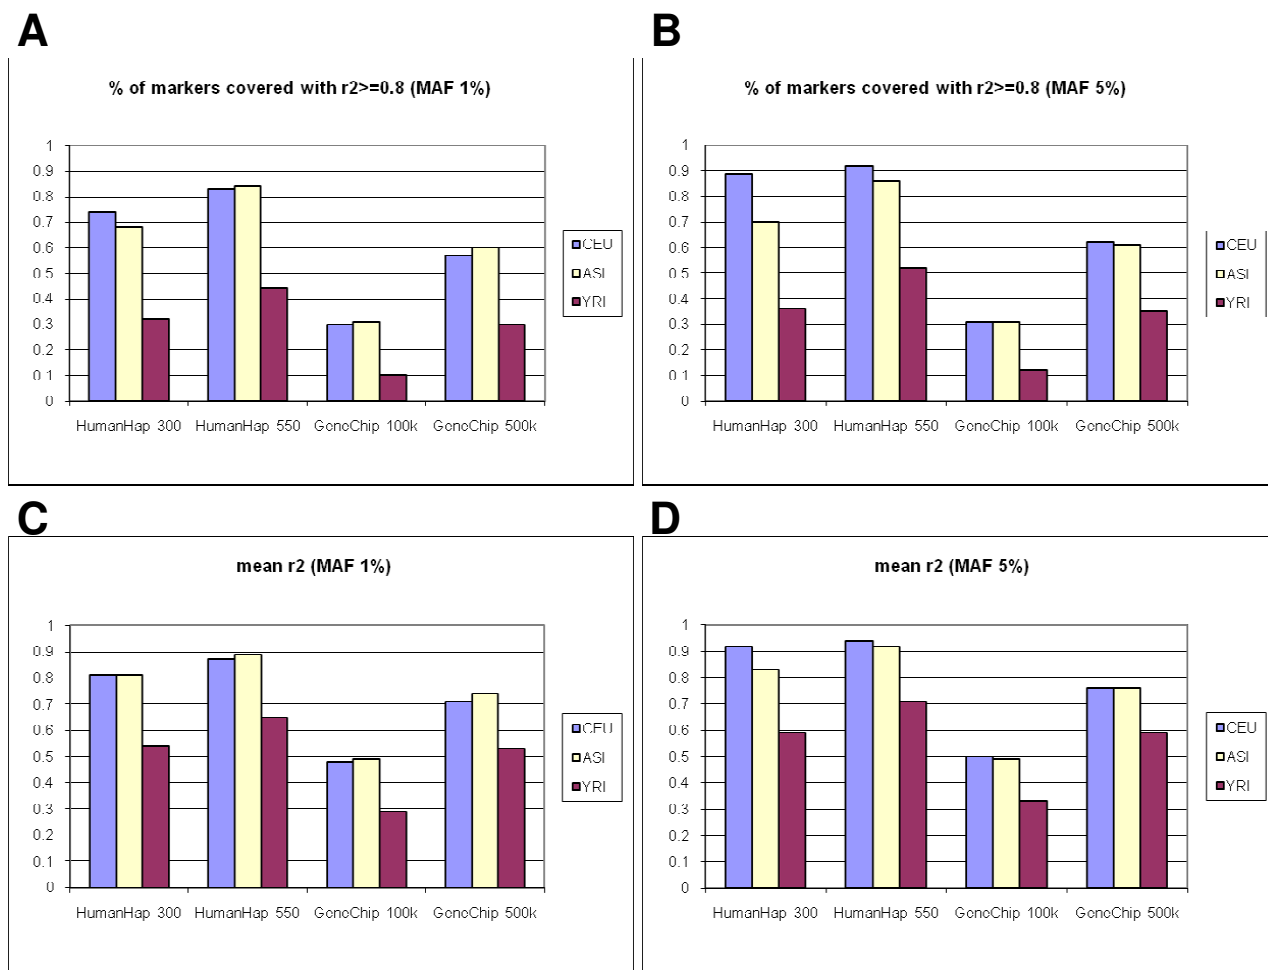 A
% of markers covered with r2>=0.8 (MAF 1%)
1
0.9
0.8
0.7
0.6
0.5
0.4
0.3
0.2
0.1
0
HumanHap 300 HumanHap 550 GeneChip 100k GeneChip 500k
CEU
ASI
YRI
B
% of markers covered with r2>=0.8 (MAF 5%)
1
0.9
0.8
0.7
0.6
0.5
0.4
0.3
0.2
0.1
0
HumanHap 300 HumanHap 550 GeneChip 100k GeneChip 500k
CEU
ASI
YRI
C
mean r2 (MAF 1%)
1
0.9
0.8
0.7
0.6
0.5
0.4
0.3
0.2
0.1
0
HumanHap 300 HumanHap 550 GeneChip 100k GeneChip 500k
CEU
ASI
YRI
D
mean r2 (MAF 5%)
1
0.9
0.8
0.7
0.6
0.5
0.4
0.3
0.2
0.1
0
HumanHap 300 HumanHap 550 GeneChip 100k GeneChip 500k
CEU
ASI
YRI